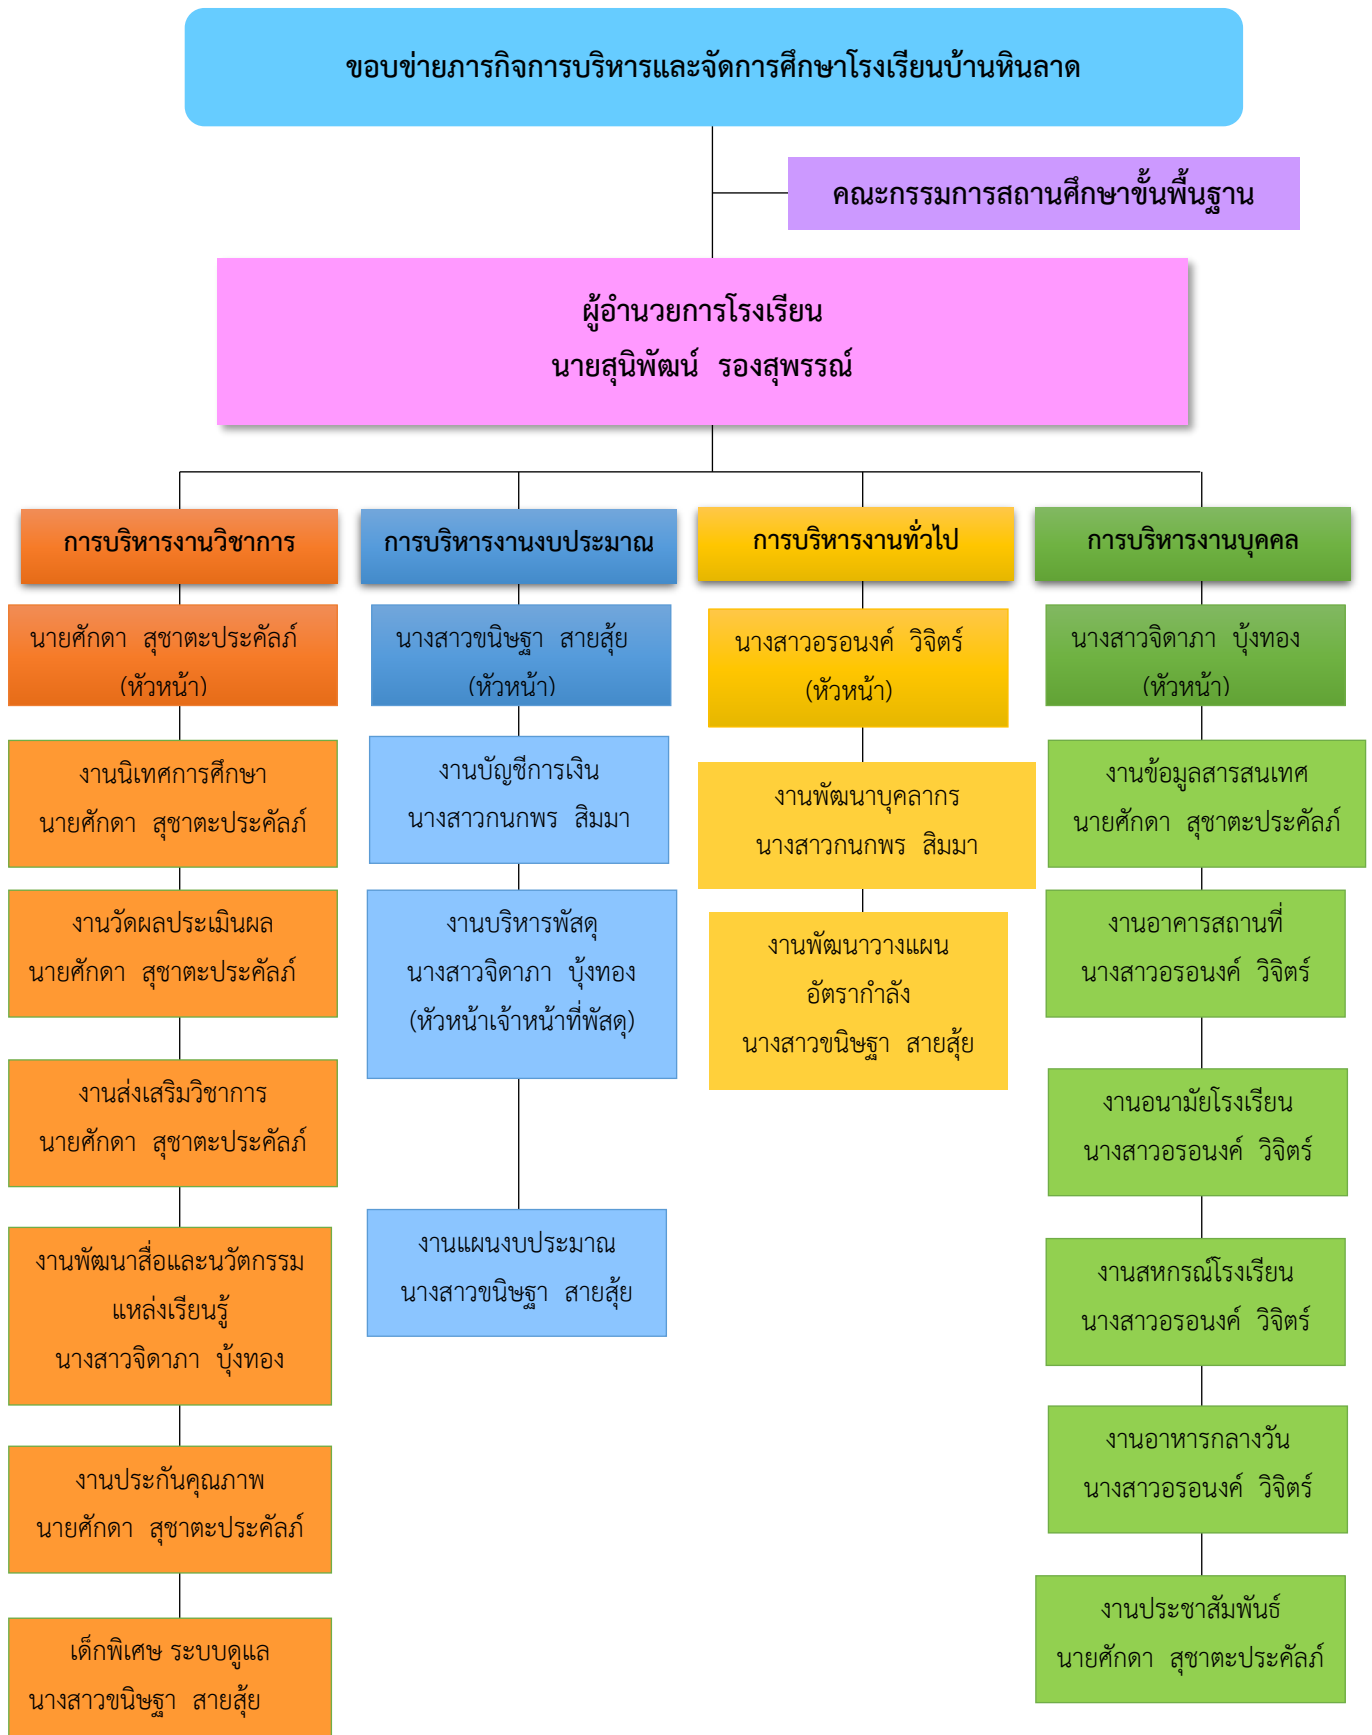 ขอบข่ายภารกิจการบริหารและจัดการศึกษาโรงเรียนบ้านหินลาด
คณะกรรมการสถานศึกษาขั้นพื้นฐาน
ผู้อำนวยการโรงเรียน
นายสุนิพัฒน์ รองสุพรรณ์
การบริหารงานวิชาการ
นายศักดา สุชาตะประคัลภ์
(หัวหน้า)
งานนิเทศการศึกษา
นายศักดา สุชาตะประคัลภ์
งานวัดผลประเมินผล
นายศักดา สุชาตะประคัลภ์
งานส่งเสริมวิชาการ
นายศักดา สุชาตะประคัลภ์
งานพัฒนาสื่อและนวัตกรรม
แหล่งเรียนรู้
นางสาวจิดาภา บุ้งทอง
งานประกันคุณภาพ
นายศักดา สุชาตะประคัลภ์
เด็กพิเศษ ระบบดูแล
นางสาวขนิษฐา สายสุ้ย
การบริหารงานงบประมาณ
นางสาวขนิษฐา สายสุ้ย
(หัวหน้า)
งานบัญชีการเงิน
นางสาวกนกพร สิมมา
งานบริหารพัสดุ
นางสาวจิดาภา บุ้งทอง
(หัวหน้าเจ้าหน้าที่พัสดุ)
งานแผนงบประมาณ
นางสาวขนิษฐา สายสุ้ย
การบริหารงานทั่วไป
นางสาวอรอนงค์ วิจิตร์
(หัวหน้า)
งานพัฒนาบุคลากร
นางสาวกนกพร สิมมา
งานพัฒนาวางแผน
อัตรากำลัง
นางสาวขนิษฐา สายสุ้ย
การบริหารงานบุคคล
นางสาวจิดาภา บุ้งทอง
(หัวหน้า)
งานข้อมูลสารสนเทศ
นายศักดา สุชาตะประคัลภ์
งานอาคารสถานที่
นางสาวอรอนงค์ วิจิตร์
งานอนามัยโรงเรียน
นางสาวอรอนงค์ วิจิตร์
งานสหกรณ์โรงเรียน
นางสาวอรอนงค์ วิจิตร์
งานอาหารกลางวัน
นางสาวอรอนงค์ วิจิตร์
งานประชาสัมพันธ์
นายศักดา สุชาตะประคัลภ์